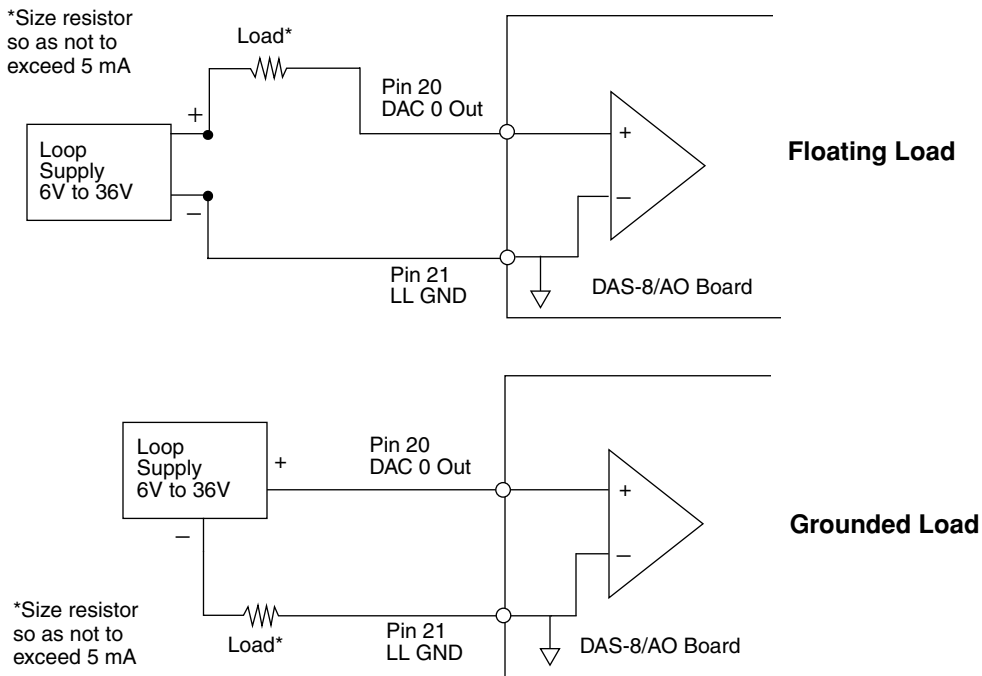 *Size resistor
so as not to
exceed 5 mA
Load*
Pin 20
DAC 0 Out
+
Loop
Supply
6V to 36V
–
+
–
Floating Load
Pin 21
LL GND
DAS-8/AO Board
Loop
Supply
6V to 36V
+
–
Pin 20
DAC 0 Out
+
–
Grounded Load
*Size resistor
so as not to
exceed 5 mA
Load*
Pin 21
LL GND
DAS-8/AO Board